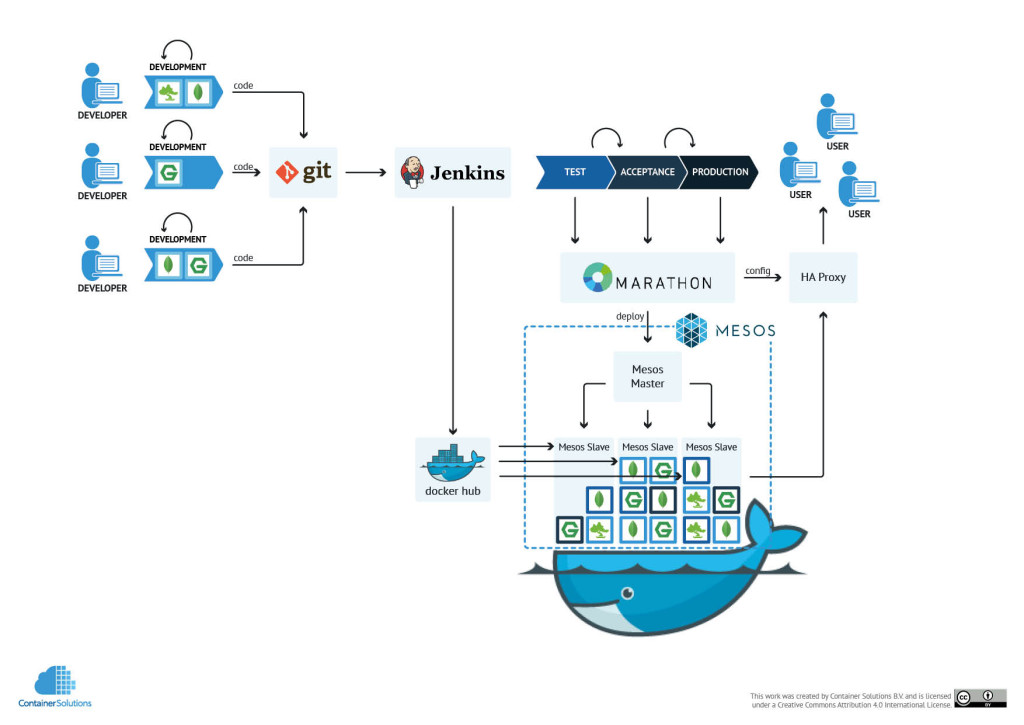 DEVELOPMENT
code
DEVELOPER
DEVELOPMENT
code
DEVELOPER
DEVELOPMENT
code
DEVELOPER
git
Jenkins
TEST
ACCEPTANCE
PRODUCTION
USER
USER
USER
MARATHON
config
HA Proxy
deploy
MESOS
Mesos
Master
docker hub
Mesos Slave
Mesos Slave
Mesos Slave
ContainerSolutions
This work was created by Container Solutions B.V. and is licensed
under a Creative Commons Attribution 4.0 International License.
cc
BY